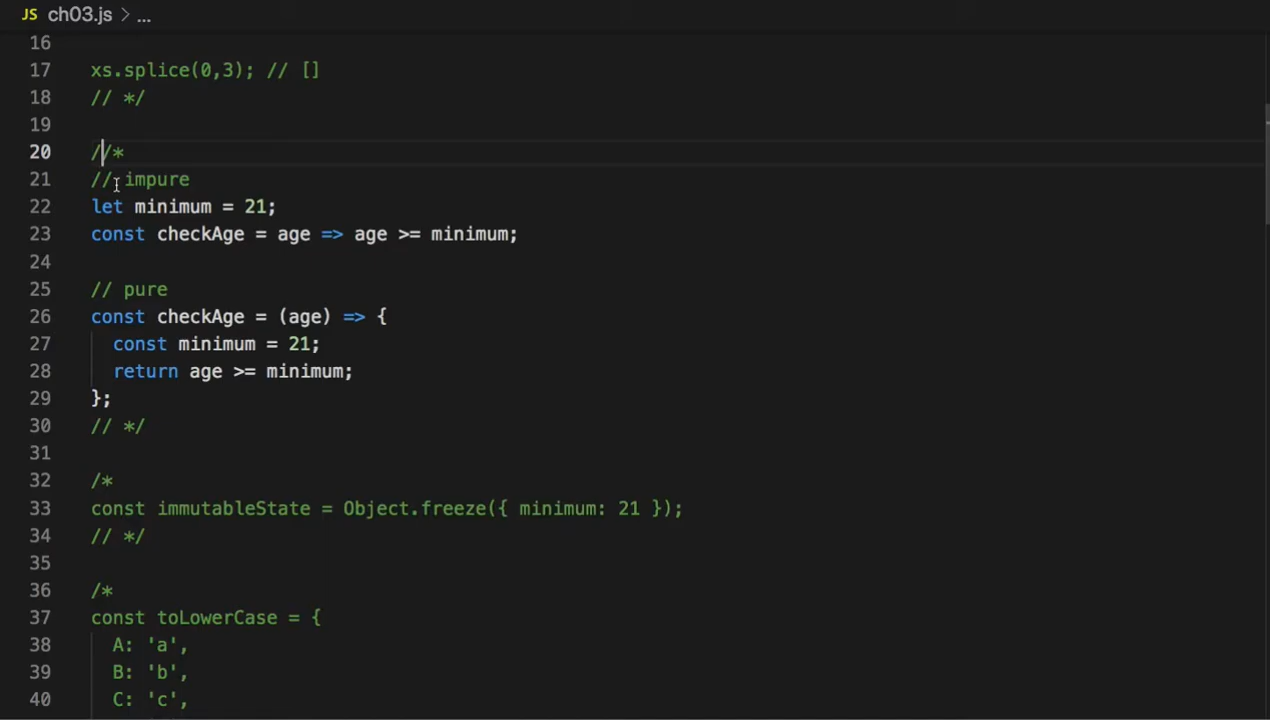 JS ch03.js > ...
16
17 xs.splice(0,3); // []
18 // */
19
20 //*
21 // impure
22 let minimum = 21;
23 const checkAge = age => age >= minimum;
24
25 // pure
26 const checkAge = (age) => {
27   const minimum = 21;
28   return age >= minimum;
29 };
30 // */
31
32 /*
33 const immutableState = Object.freeze({ minimum: 21 });
34 // */
35
36 /*
37 const toLowerCase = {
38   A: 'a',
39   B: 'b',
40   C: 'c',